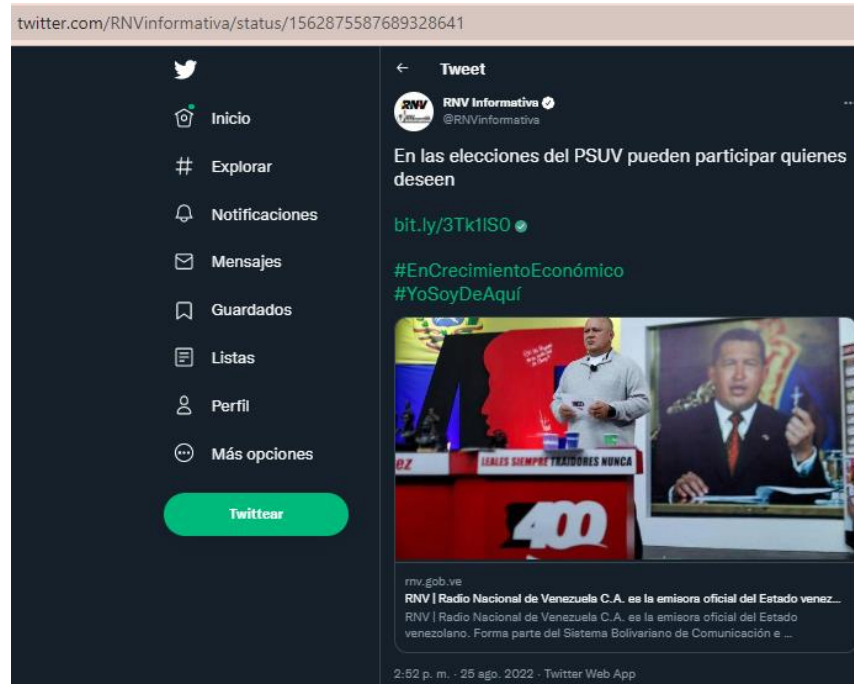 twitter.com/RNVinformativa/status/1562875587689328641
Inicio
Explorar
Notificaciones
Mensajes
Guardados
Listas
Perfil
Más opciones
Twittear
Tweet
RNV
RNV Informativa
@RNVinformativa
En las elecciones del PSUV pueden participar quienes
deseen
bit.ly/3Tk1lS0
#EnCrecimientoEconómico
#YoSoyDeAquí
ez
LEALES SIEMPRE TRAIDORES NUNCA
400
rnv.gob.ve
RNV | Radio Nacional de Venezuela C.A. es la emisora oficial del Estado venez...
RNV | Radio Nacional de Venezuela C.A. es la emisora oficial del Estado
venezolano. Forma parte del Sistema Bolivariano de Comunicación e ...
2:52 p. m. · 25 ago. 2022 · Twitter Web App